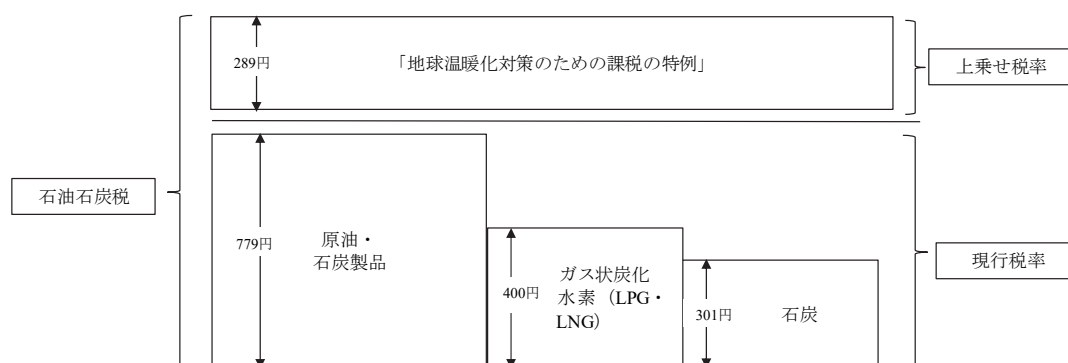 289円
「地球温暖化対策のための課税の特例」
上乗せ税率
石油石炭税
779円
原油・
石炭製品
400円
ガス状炭化
水素（LPG・
LNG）
301円
石炭
現行税率